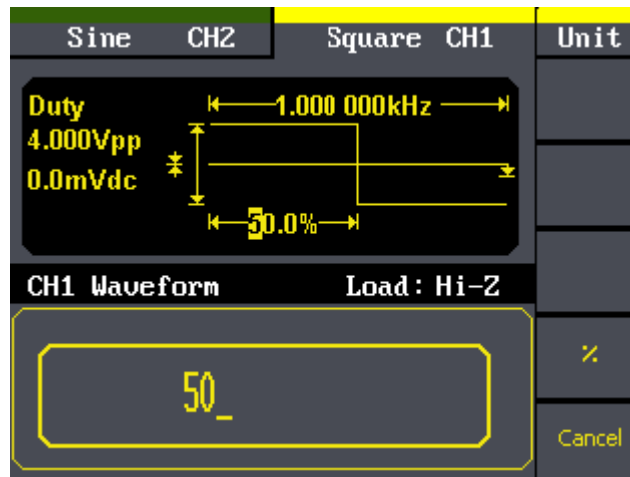 Sine CH2 Square CH1 Unit
Duty 1.000 000kHz
4.000Vpp
0.0mVdc
50.0%
CH1 Waveform Load: Hi-Z
%
50_
Cancel